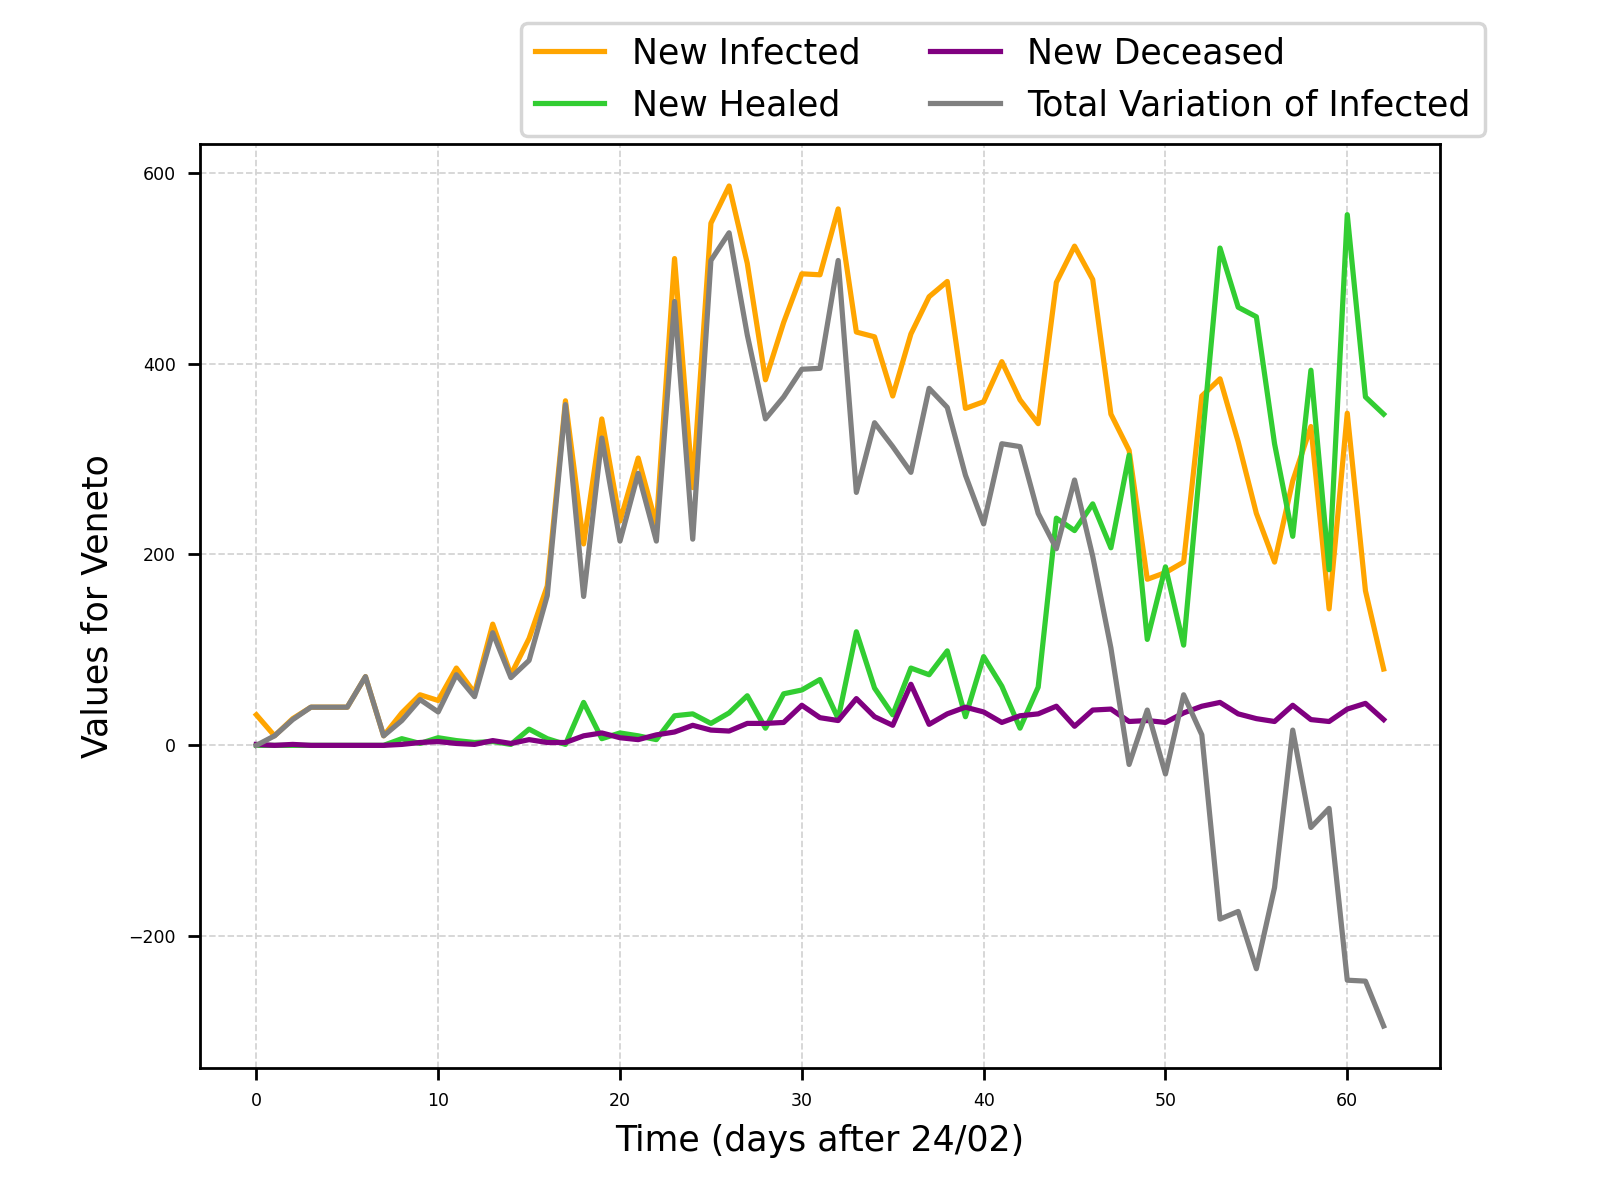 New Infected
New Healed
New Deceased
Total Variation of Infected
Values for Veneto
600
400
200
0
−200
0 10 20 30 40 50 60
Time (days after 24/02)